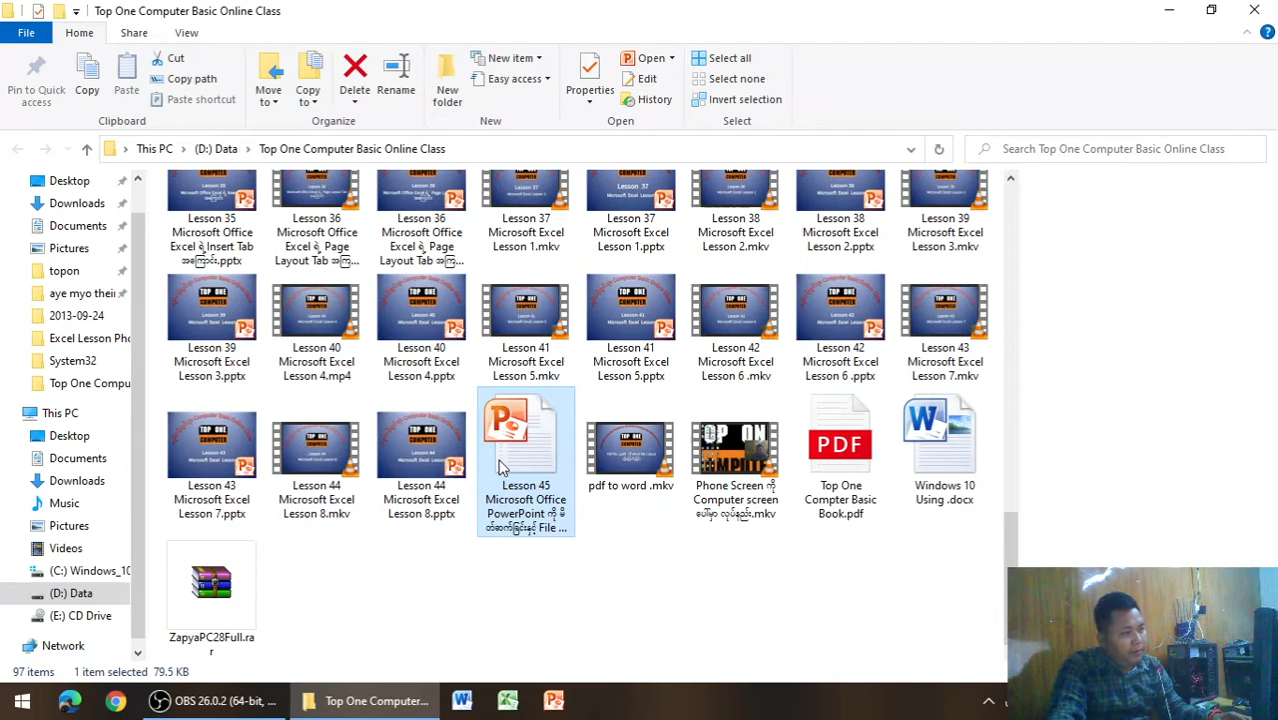 Top One Computer Basic Online Class
File
Home
Share
View
Pin to Quick access
Copy
Paste
Cut
Copy path
Paste shortcut
Clipboard
Move to
Copy to
Delete
Rename
Organize
New folder
New item
Easy access
New
Properties
Open
Edit
History
Open
Select all
Select none
Invert selection
Select
This PC
(D:) Data
Top One Computer Basic Online Class
Search Top One Computer Basic Online Class
Desktop
Downloads
Documents
Pictures
topon
aye myo thei
2013-09-24
Excel Lesson Pho
System32
Top One Compu
This PC
Desktop
Documents
Downloads
Music
Pictures
Videos
(C:) Windows_10
(D:) Data
(E:) CD Drive
Network
Lesson 35
Microsoft Office
Excel ရဲ့ Insert Tab
အကြောင်း.pptx
Lesson 36
Microsoft Office
Excel ရဲ့ Page
Layout Tab အကြ...
Lesson 36
Microsoft Office
Excel ရဲ့ Page
Layout Tab အကြ...
Lesson 37
Microsoft Excel
Lesson 1.mkv
Lesson 37
Microsoft Excel
Lesson 1.pptx
Lesson 38
Microsoft Excel
Lesson 2.mkv
Lesson 38
Microsoft Excel
Lesson 2.pptx
Lesson 39
Microsoft Excel
Lesson 3.mkv
Lesson 39
Microsoft Excel
Lesson 3.pptx
Lesson 40
Microsoft Excel
Lesson 4.mp4
Lesson 40
Microsoft Excel
Lesson 4.pptx
Lesson 41
Microsoft Excel
Lesson 5.mkv
Lesson 41
Microsoft Excel
Lesson 5.pptx
Lesson 42
Microsoft Excel
Lesson 6 .mkv
Lesson 42
Microsoft Excel
Lesson 6 .pptx
Lesson 43
Microsoft Excel
Lesson 7.mkv
Lesson 43
Microsoft Excel
Lesson 7.pptx
Lesson 44
Microsoft Excel
Lesson 8.mkv
Lesson 44
Microsoft Excel
Lesson 8.pptx
Lesson 45
Microsoft Office
PowerPoint ကို မိ
တ်ဆက်ခြင်းနှင့် File ...
pdf to word .mkv
Phone Screen ကို
Computer screen
ပေါ်မှာ လုပ်နည်း.mkv
PDF
Top One
Compter Basic
Book.pdf
Windows 10
Using .docx
ZapyaPC28Full.ra
r
97 items
1 item selected 79.5 KB
OBS 26.0.2 (64-bit, ...
Top One Computer...